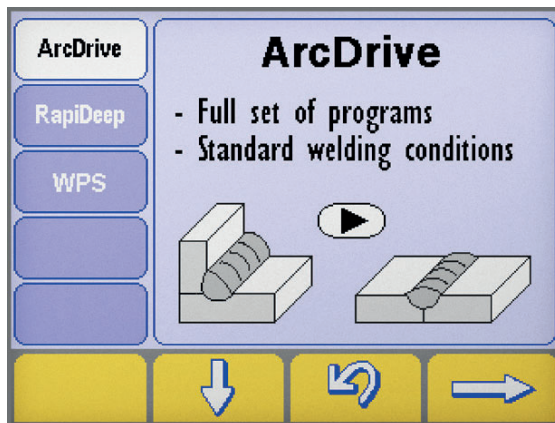 ArcDrive
RapiDeep
WPS
ArcDrive
- Full set of programs
- Standard welding conditions